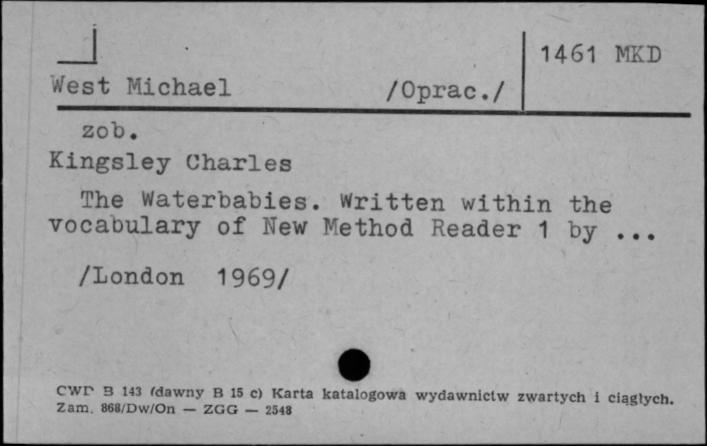 1461 MKD
West Michael /Oprac./
zob.
Kingsley Charles
The Waterbabies. Written within the
vocabulary of New Method Reader 1 by ...
/London 1969/
CWD B 143 (dawny B 15 c) Karta katalogowa wydawnictw zwartych i ciągłych.
Zam. 868/Dw/On — ZGG — 2548